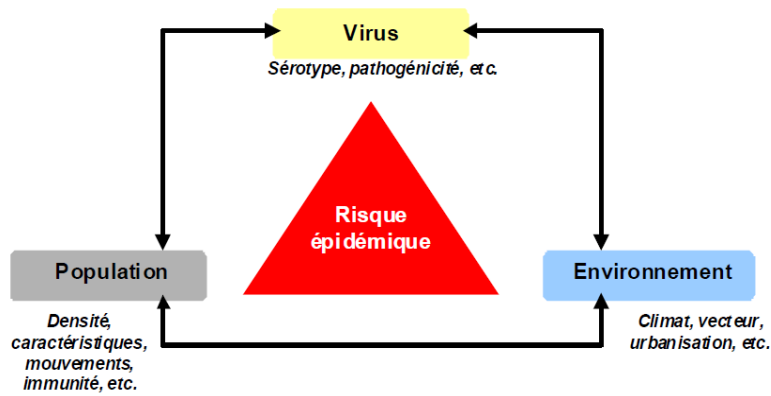 Virus
Sérotype, pathogénicité, etc.
Risque
épidémique
Population
Environnement
Densité,
caractéristiques,
mouvements,
immunité, etc.
Climat, vecteur,
urbanisation, etc.